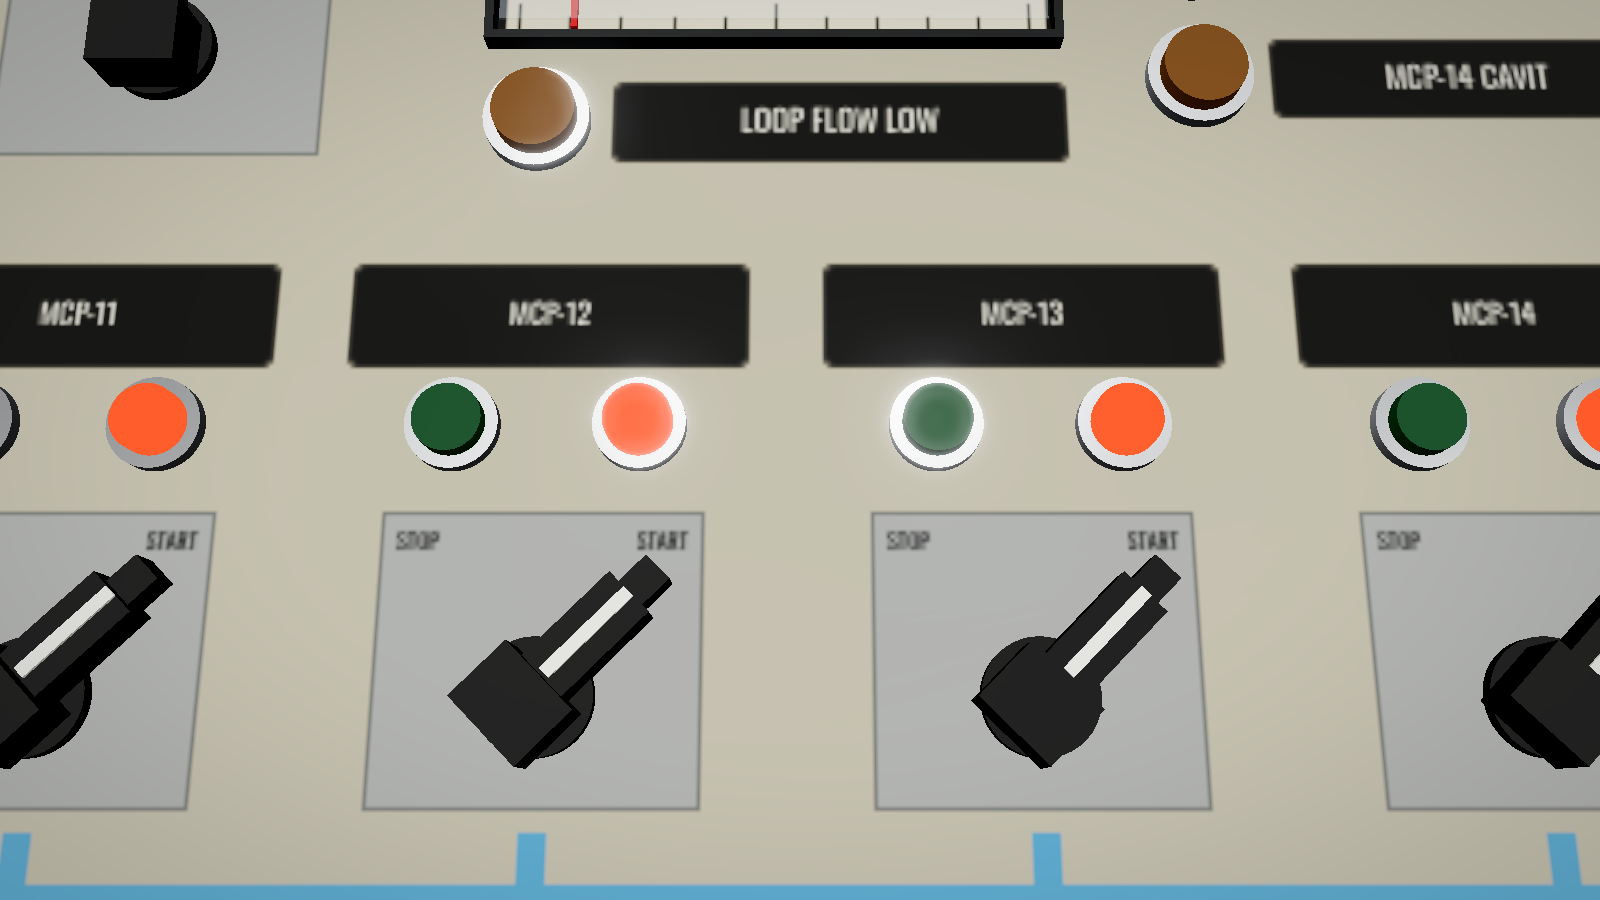 LOOP FLOW LOW
MCP-14 CAVIT
MCP-11
MCP-12
MCP-13
MCP-14
START
STOP
START
STOP
START
STOP